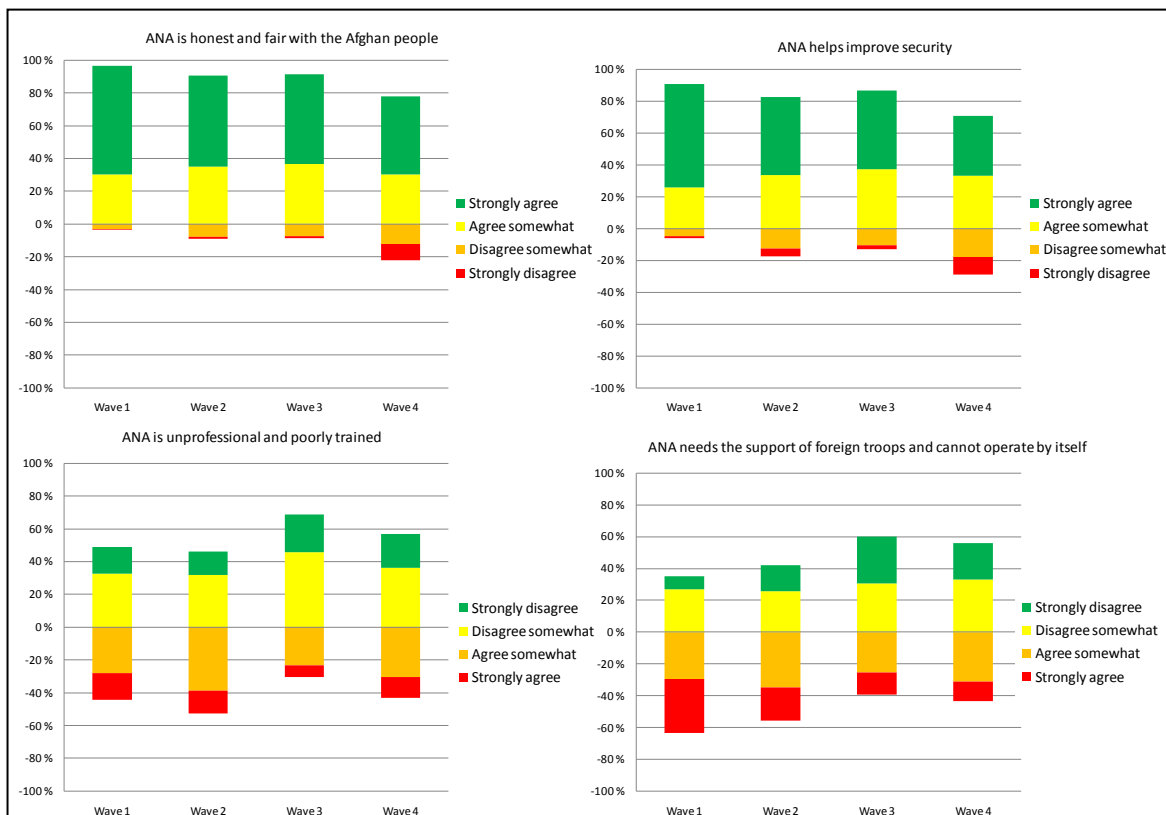 ANA is honest and fair with the Afghan people
100 %
80 %
60 %
40 %
20 %
0 %
-20 %
-40 %
-60 %
-80 %
-100 %
Wave 1 Wave 2 Wave 3 Wave 4
Strongly agree
Agree somewhat
Disagree somewhat
Strongly disagree
ANA helps improve security
100 %
80 %
60 %
40 %
20 %
0 %
-20 %
-40 %
-60 %
-80 %
-100 %
Wave 1 Wave 2 Wave 3 Wave 4
Strongly agree
Agree somewhat
Disagree somewhat
Strongly disagree
ANA is unprofessional and poorly trained
100 %
80 %
60 %
40 %
20 %
0 %
-20 %
-40 %
-60 %
-80 %
-100 %
Wave 1 Wave 2 Wave 3 Wave 4
Strongly disagree
Disagree somewhat
Agree somewhat
Strongly agree
ANA needs the support of foreign troops and cannot operate by itself
100 %
80 %
60 %
40 %
20 %
0 %
-20 %
-40 %
-60 %
-80 %
-100 %
Wave 1 Wave 2 Wave 3 Wave 4
Strongly disagree
Disagree somewhat
Agree somewhat
Strongly agree